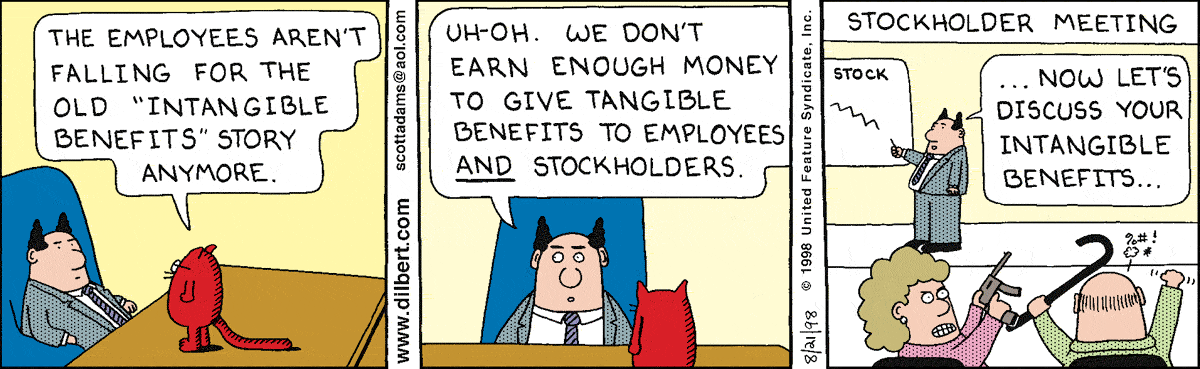 THE EMPLOYEES AREN'T
FALLING FOR THE
OLD "INTANGIBLE
BENEFITS" STORY
ANYMORE.
www.dilbert.com
scottadams@aol.com
UH-OH. WE DON'T
EARN ENOUGH MONEY
TO GIVE TANGIBLE
BENEFITS TO EMPLOYEES
AND STOCKHOLDERS.
8/21/98
© 1998 United Feature Syndicate, Inc.
STOCKHOLDER MEETING
STOCK
...NOW LET'S
DISCUSS YOUR
INTANGIBLE
BENEFITS...
%#!
*